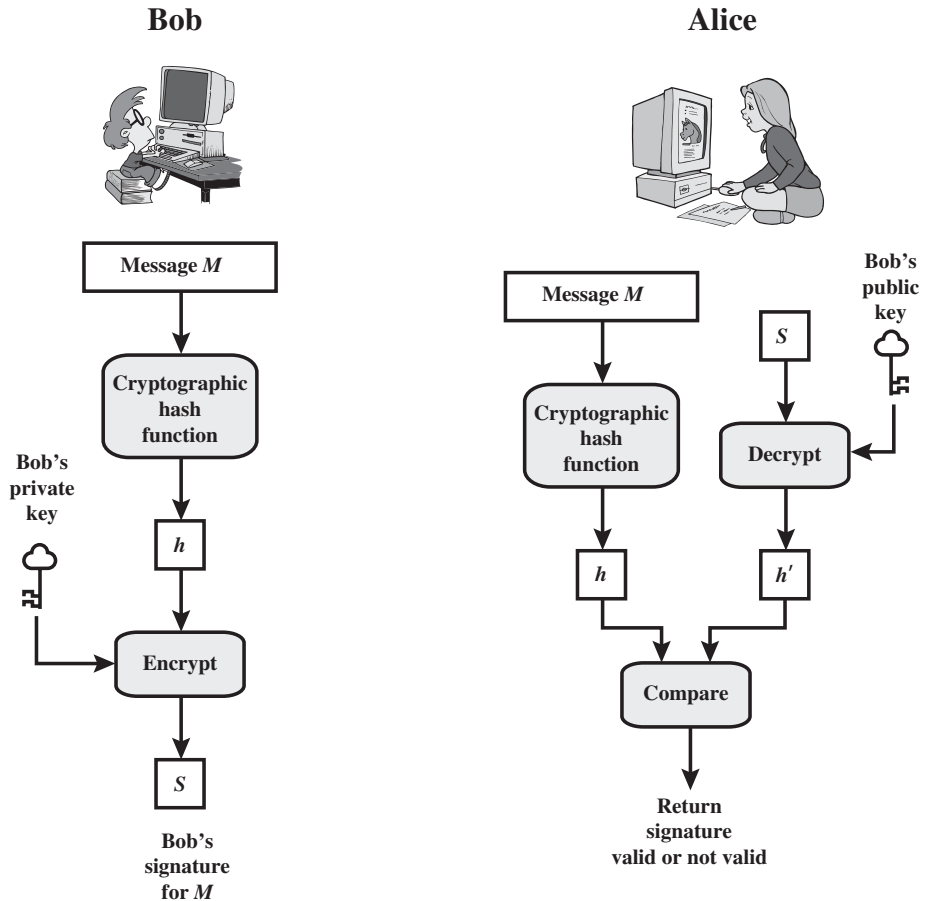 Bob
Message M
Cryptographic
hash
function
Bob's
private
key
h
Encrypt
S
Bob's
signature
for M
Alice
Message M
Cryptographic
hash
function
h
S
Bob's
public
key
Decrypt
h′
Compare
Return
signature
valid or not valid